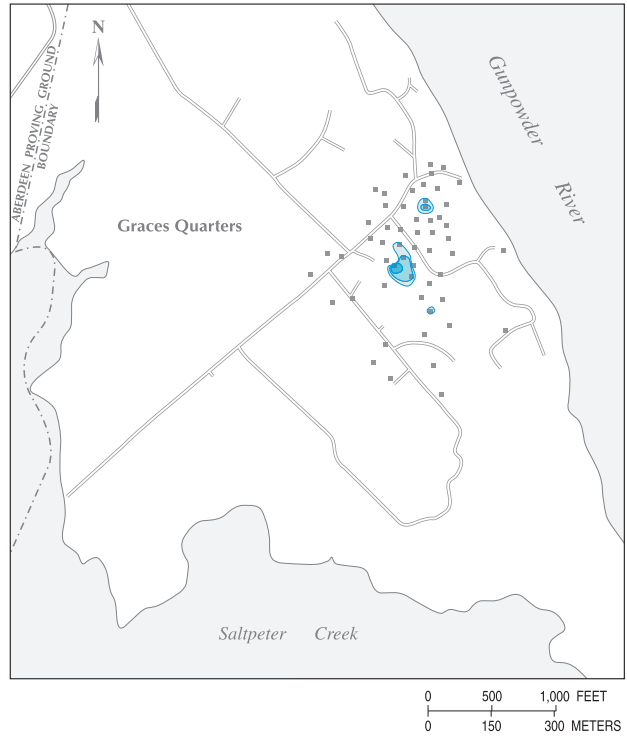 N
ABERDEEN PROVING GROUND
BOUNDARY
Gunpowder
River
Graces Quarters
Saltpeter Creek
0 500 1,000 FEET
0 150 300 METERS